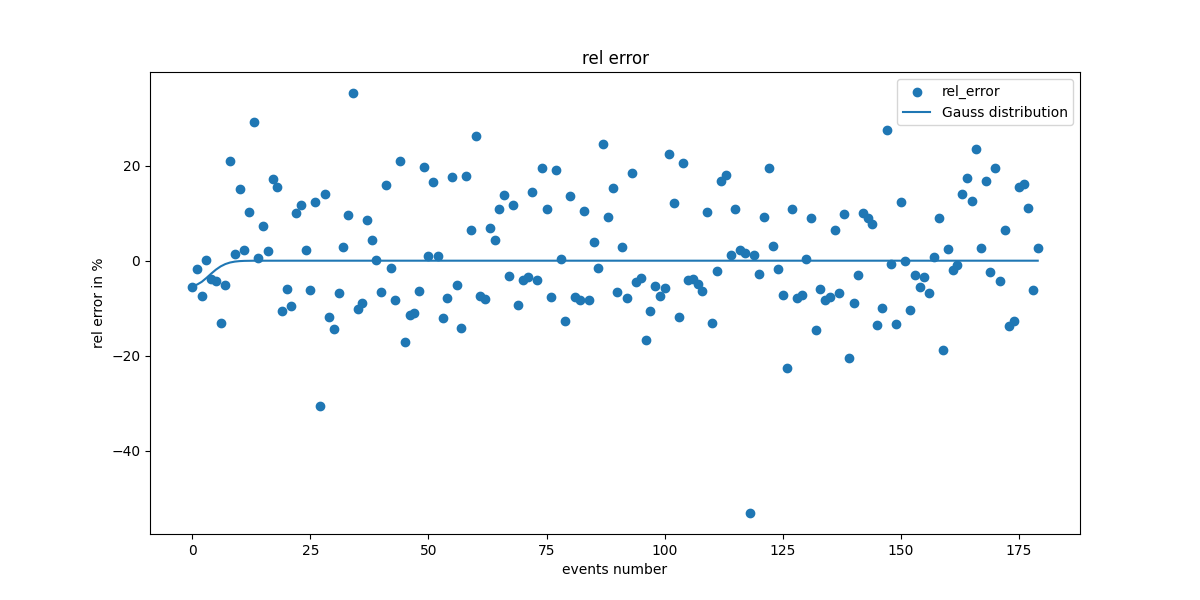 rel error
rel_error
Gauss distribution
20
0
−20
−40
rel error in %
0 25 50 75 100 125 150 175
events number